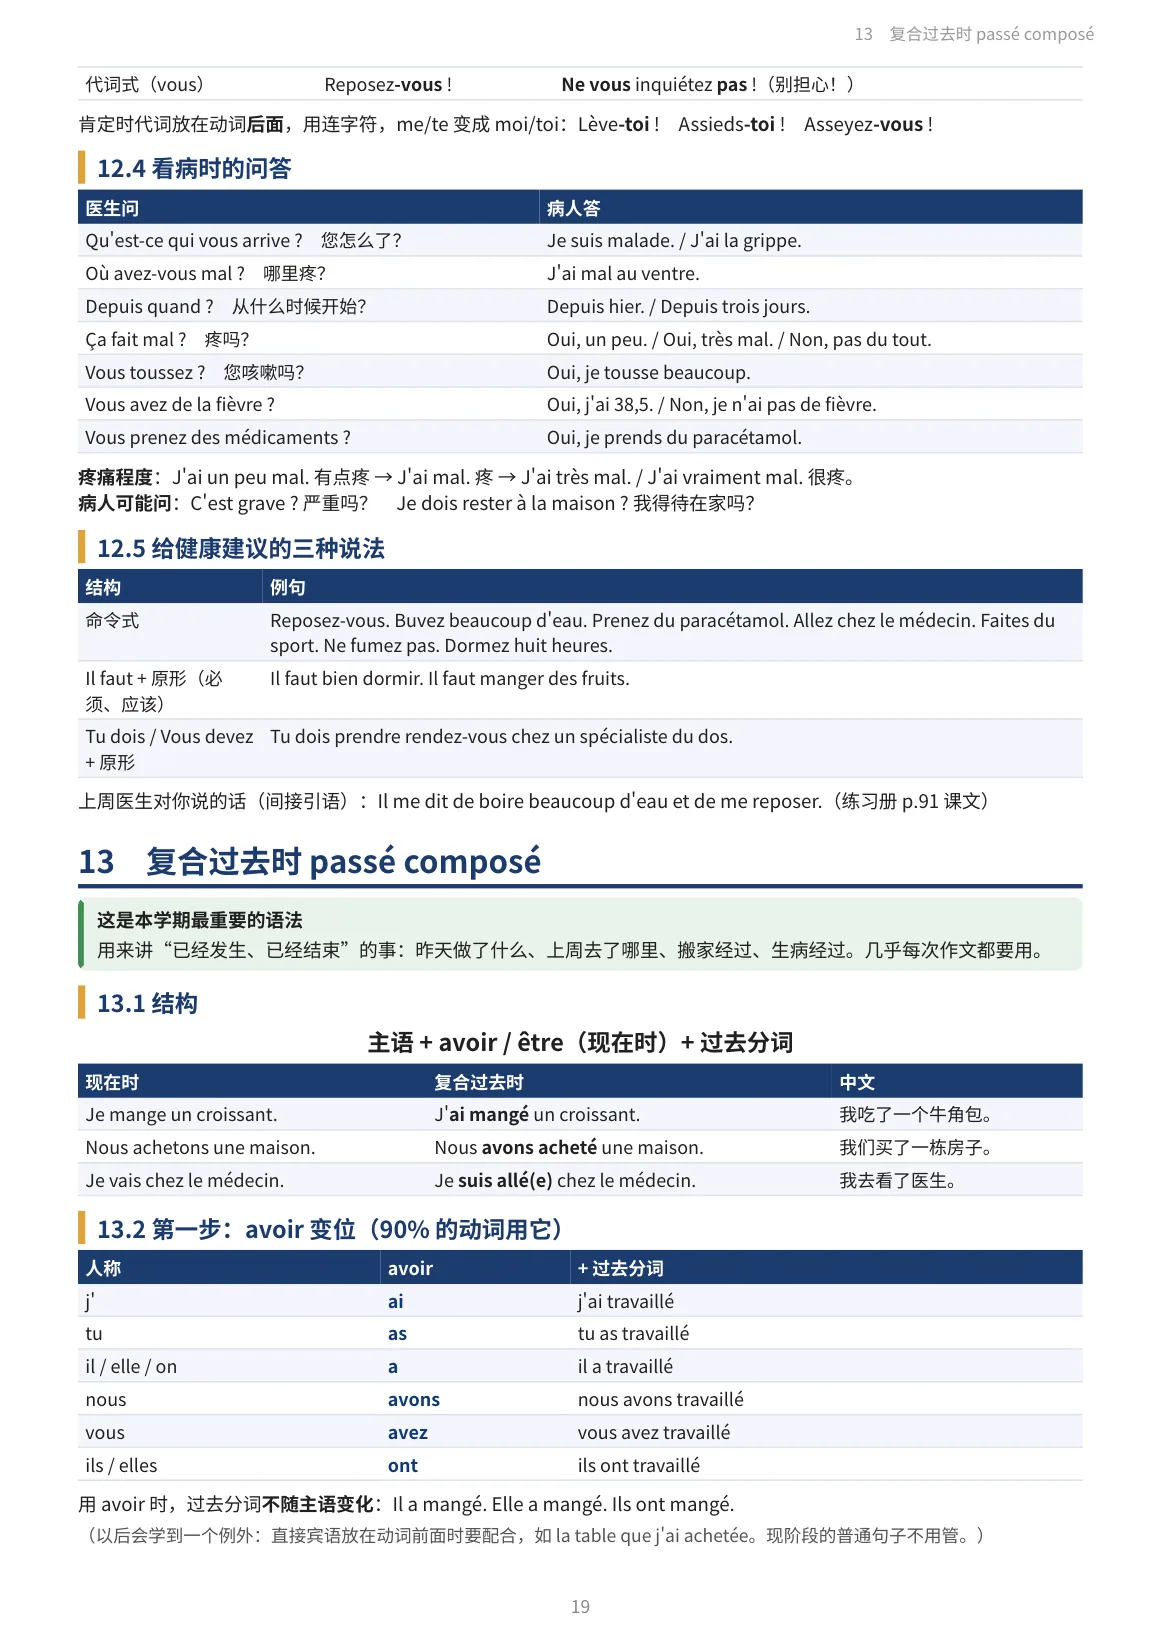 13 复合过去时 passé composé
代词式（vous） Reposez-vous ! Ne vous inquiétez pas !（别担心！）
肯定时代词放在动词后面，用连字符，me/te 变成 moi/toi：Lève-toi ! Assieds-toi ! Asseyez-vous !
12.4 看病时的问答
医生问 病人答
Qu'est-ce qui vous arrive ? 您怎么了？ Je suis malade. / J'ai la grippe.
Où avez-vous mal ? 哪里疼？ J'ai mal au ventre.
Depuis quand ? 从什么时候开始？ Depuis hier. / Depuis trois jours.
Ça fait mal ? 疼吗？ Oui, un peu. / Oui, très mal. / Non, pas du tout.
Vous toussez ? 您咳嗽吗？ Oui, je tousse beaucoup.
Vous avez de la fièvre ? Oui, j'ai 38,5. / Non, je n'ai pas de fièvre.
Vous prenez des médicaments ? Oui, je prends du paracétamol.
疼痛程度：J'ai un peu mal. 有点疼 → J'ai mal. 疼 → J'ai très mal. / J'ai vraiment mal. 很疼。
病人可能问：C'est grave ? 严重吗？ Je dois rester à la maison ? 我得待在家吗？
12.5 给健康建议的三种说法
结构 例句
命令式 Reposez-vous. Buvez beaucoup d'eau. Prenez du paracétamol. Allez chez le médecin. Faites du
sport. Ne fumez pas. Dormez huit heures.
Il faut + 原形（必 Il faut bien dormir. Il faut manger des fruits.
须、应该）
Tu dois / Vous devez Tu dois prendre rendez-vous chez un spécialiste du dos.
+ 原形
上周医生对你说的话（间接引语）：Il me dit de boire beaucoup d'eau et de me reposer.（练习册 p.91 课文）
13 复合过去时 passé composé
这是本学期最重要的语法
用来讲“已经发生、已经结束”的事：昨天做了什么、上周去了哪里、搬家经过、生病经过。几乎每次作文都要用。
13.1 结构
主语 + avoir / être（现在时）+ 过去分词
现在时 复合过去时 中文
Je mange un croissant. J'ai mangé un croissant. 我吃了一个牛角包。
Nous achetons une maison. Nous avons acheté une maison. 我们买了一栋房子。
Je vais chez le médecin. Je suis allé(e) chez le médecin. 我去看了医生。
13.2 第一步：avoir 变位（90% 的动词用它）
人称 avoir + 过去分词
j' ai j'ai travaillé
tu as tu as travaillé
il / elle / on a il a travaillé
nous avons nous avons travaillé
vous avez vous avez travaillé
ils / elles ont ils ont travaillé
用 avoir 时，过去分词不随主语变化：Il a mangé. Elle a mangé. Ils ont mangé.
（以后会学到一个例外：直接宾语放在动词前面时要配合，如 la table que j'ai achetée。现阶段的普通句子不用管。）
19